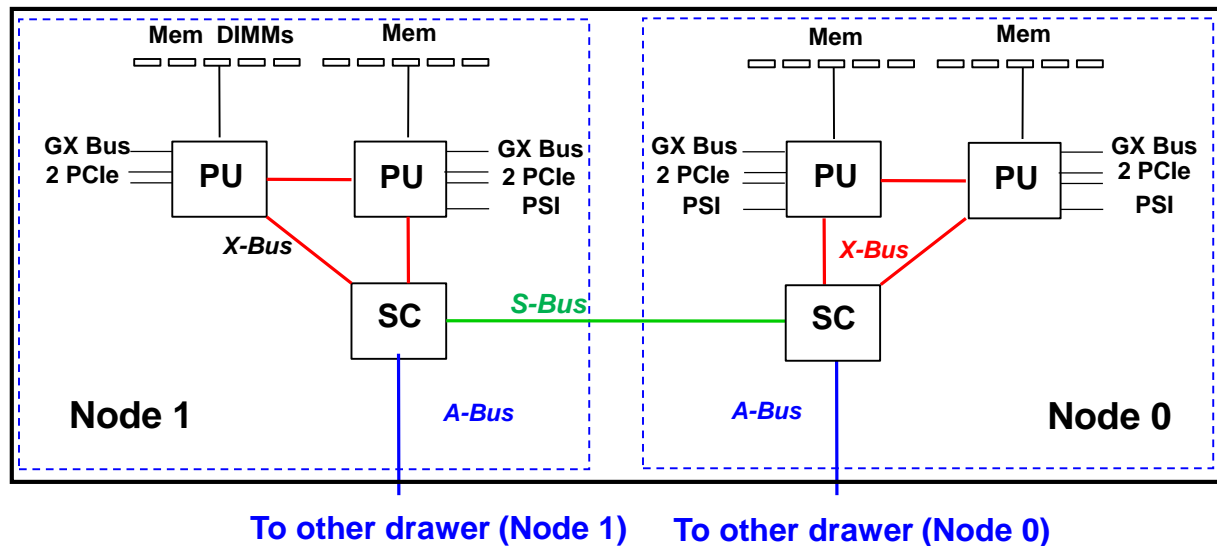 Mem DIMMs
Mem
GX Bus
2 PCIe
PU
PU
GX Bus
2 PCIe
PSI
X-Bus
SC
A-Bus
Node 1
S-Bus
Mem
Mem
GX Bus
2 PCIe
PSI
PU
PU
GX Bus
2 PCIe
PSI
X-Bus
SC
A-Bus
Node 0
To other drawer (Node 1)
To other drawer (Node 0)